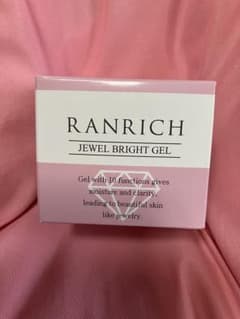 RANRICH
JEWEL BRIGHT GEL
Gel with 10 functions gives
moisture and clarity,
leading to beautiful skin
like jewelry.